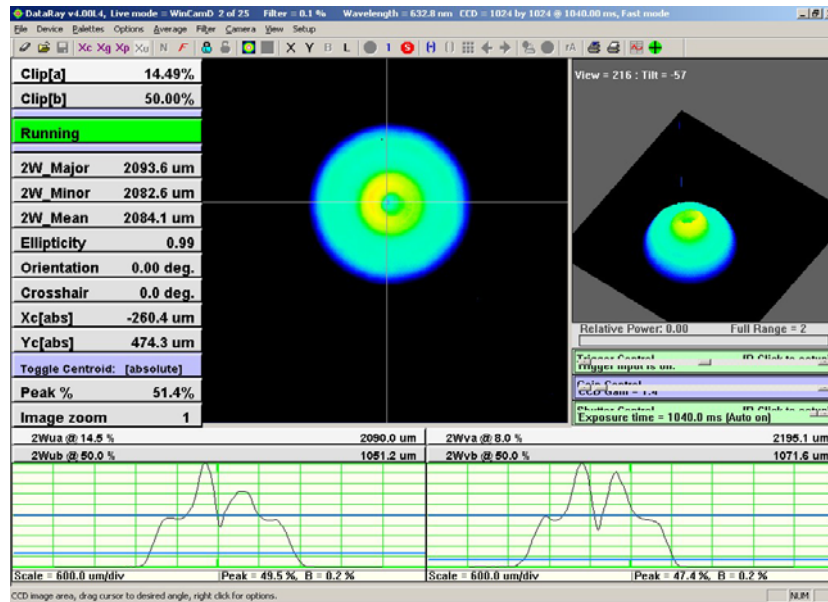 DataRay v4.00L4, Live mode = WinCamD 2 of 25 Filter = 0.1 % Wavelength = 632.8 nm CCD = 1024 by 1024 @ 1040.00 ms, Fast mode
File Device Palettes Options Average Filter Camera View Setup
Xc Xg Xp Xu N F 1 S X Y B L H rA
Clip[a] 14.49%
Clip[b] 50.00%
Running
2W_Major 2093.6 um
2W_Minor 2082.6 um
2W_Mean 2084.1 um
Ellipticity 0.99
Orientation 0.00 deg.
Crosshair 0.0 deg.
Xc[abs] -260.4 um
Yc[abs] 474.3 um
Toggle Centroid: [absolute]
Peak % 51.4%
Image zoom 1
View = 216 : Tilt = -57
Relative Power: 0.00 Full Range = 2
Trigger Control
Trigger input is on.
Gain Control
CCD Gain = 1.4
Shutter Control
Exposure time = 1040.0 ms (Auto on)
2Wua @ 14.5 % 2090.0 um
2Wub @ 50.0 % 1051.2 um
2Wva @ 8.0 % 2195.1 um
2Wvb @ 50.0 % 1071.6 um
Scale = 600.0 um/div Peak = 49.5 %, B = 0.2 %
Scale = 600.0 um/div Peak = 47.4 %, B = 0.2 %
CCD image area, drag cursor to desired angle, right click for options.
NUM